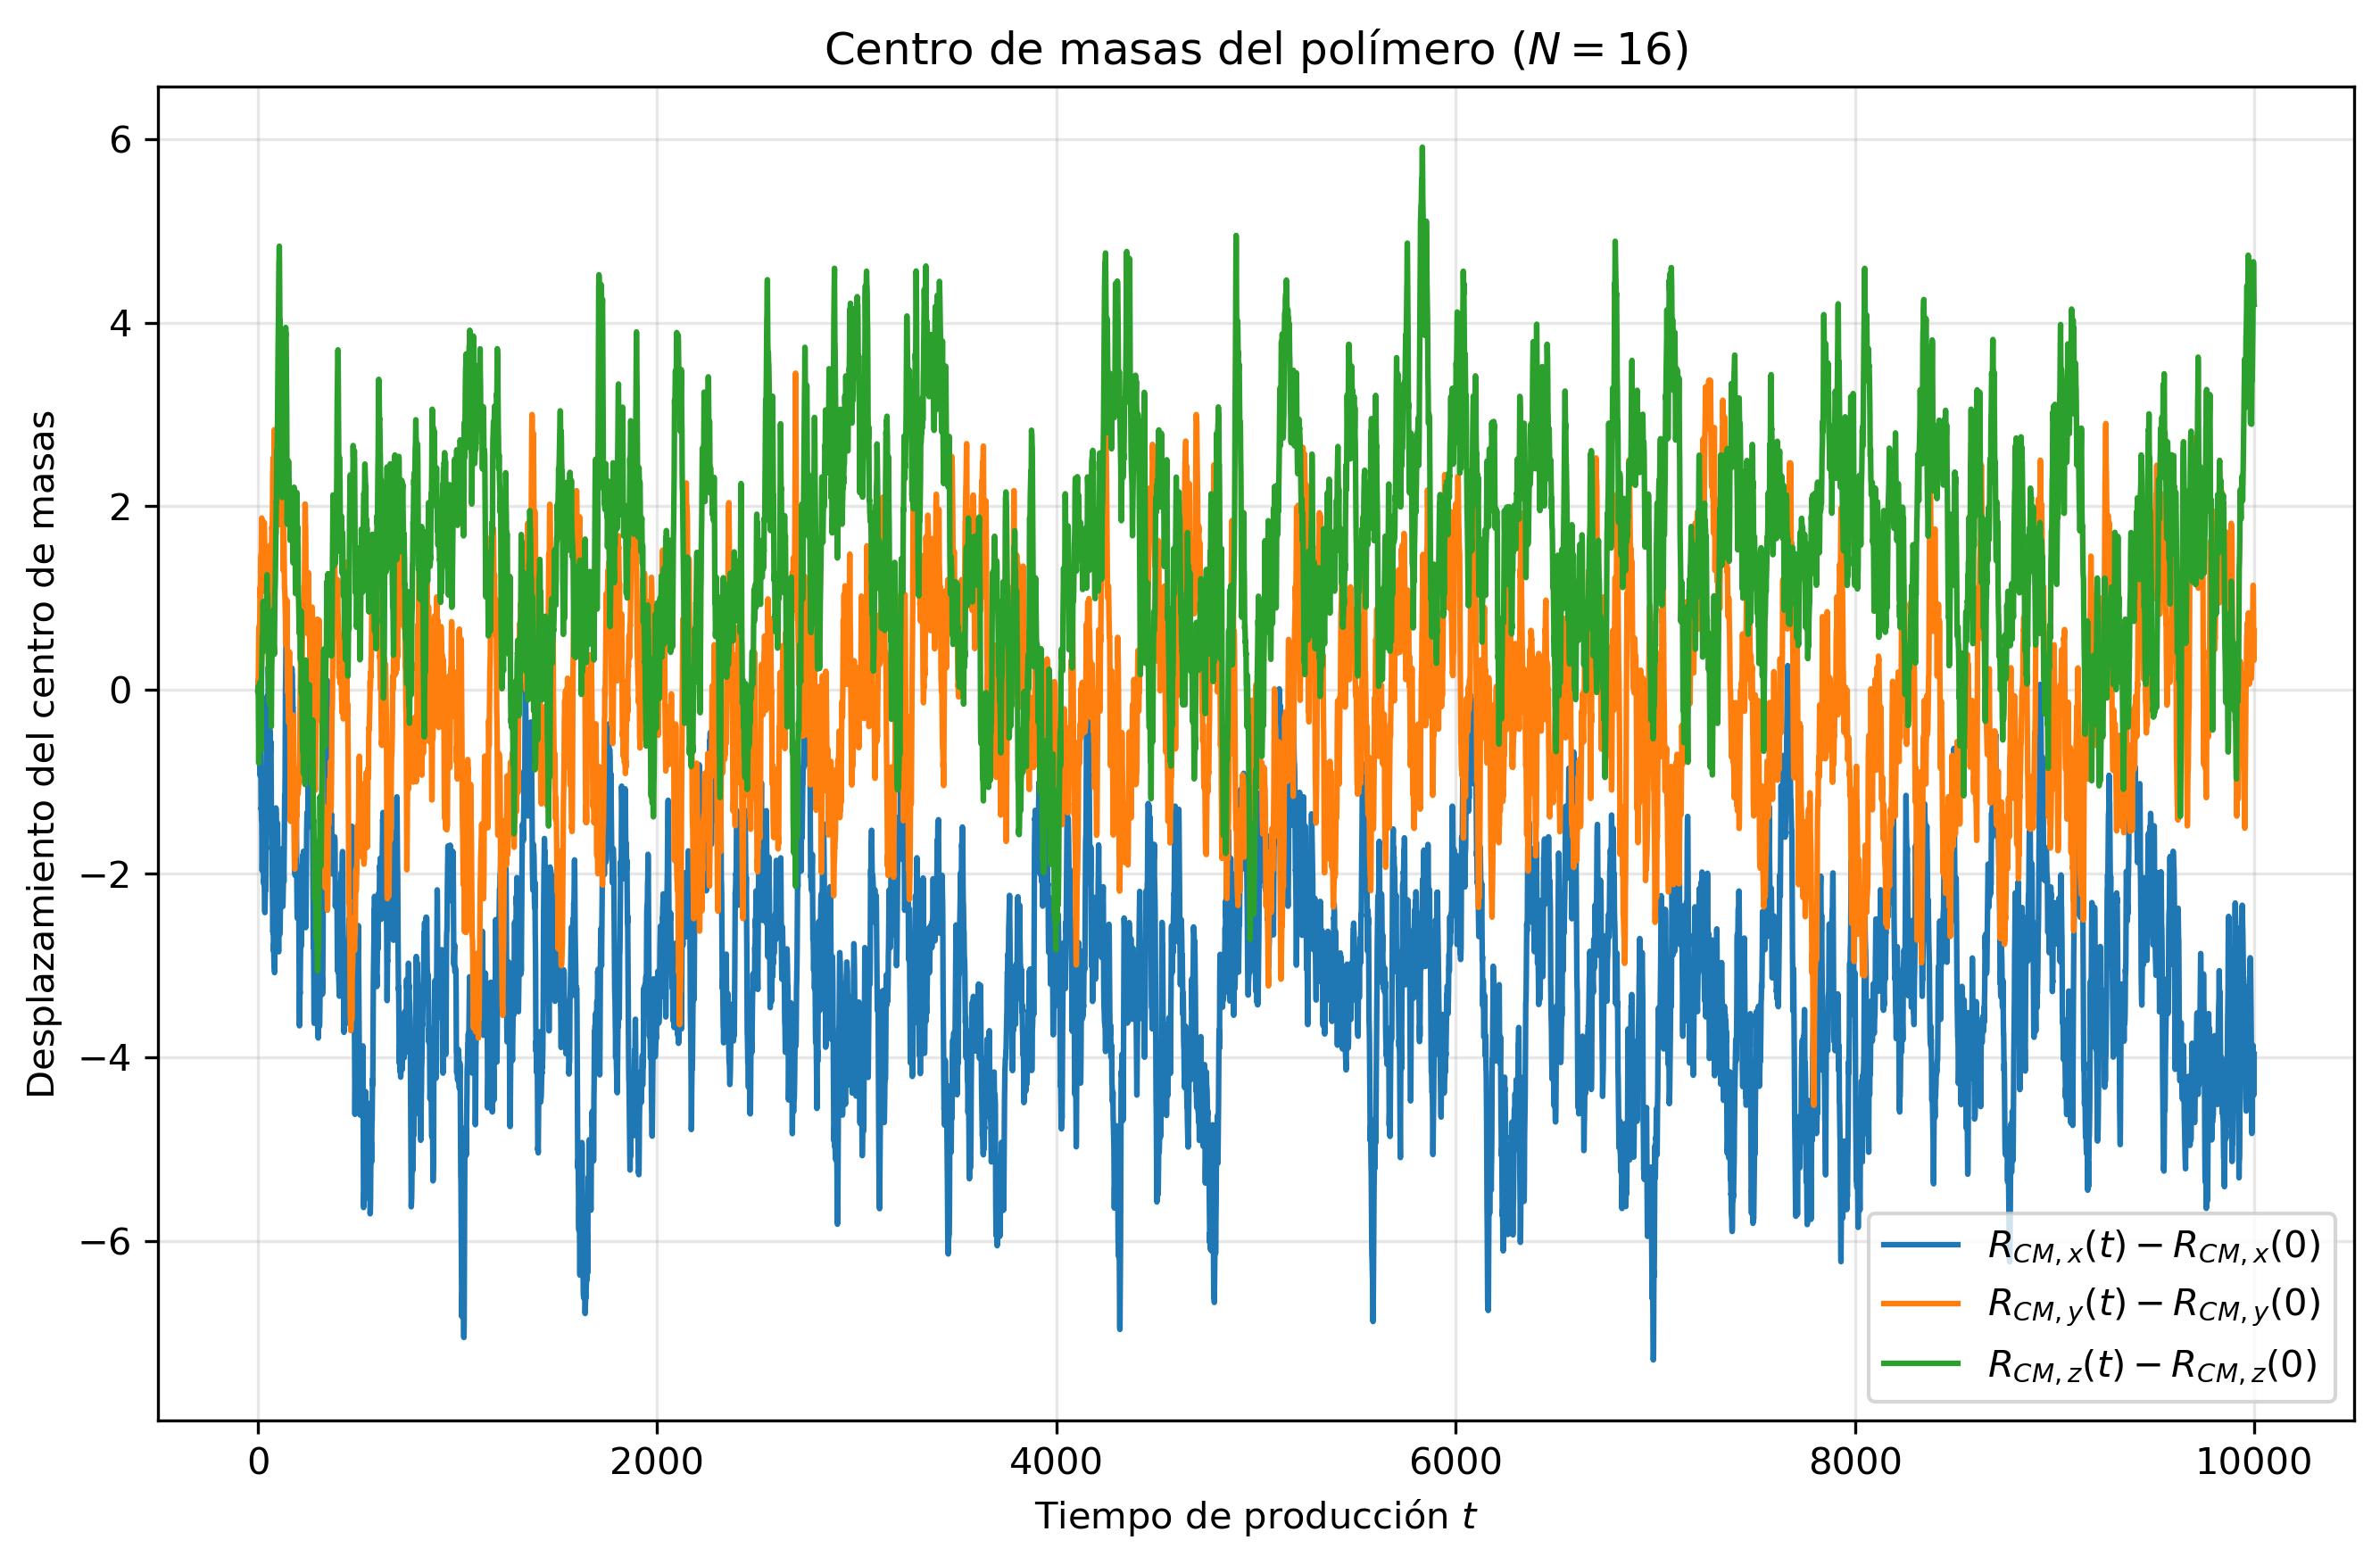 Centro de masas del polímero (N = 16)
Desplazamiento del centro de masas
6
4
2
0
−2
−4
−6
0 2000 4000 6000 8000 10000
Tiempo de producción t
R_{CM,x}(t) − R_{CM,x}(0)
R_{CM,y}(t) − R_{CM,y}(0)
R_{CM,z}(t) − R_{CM,z}(0)